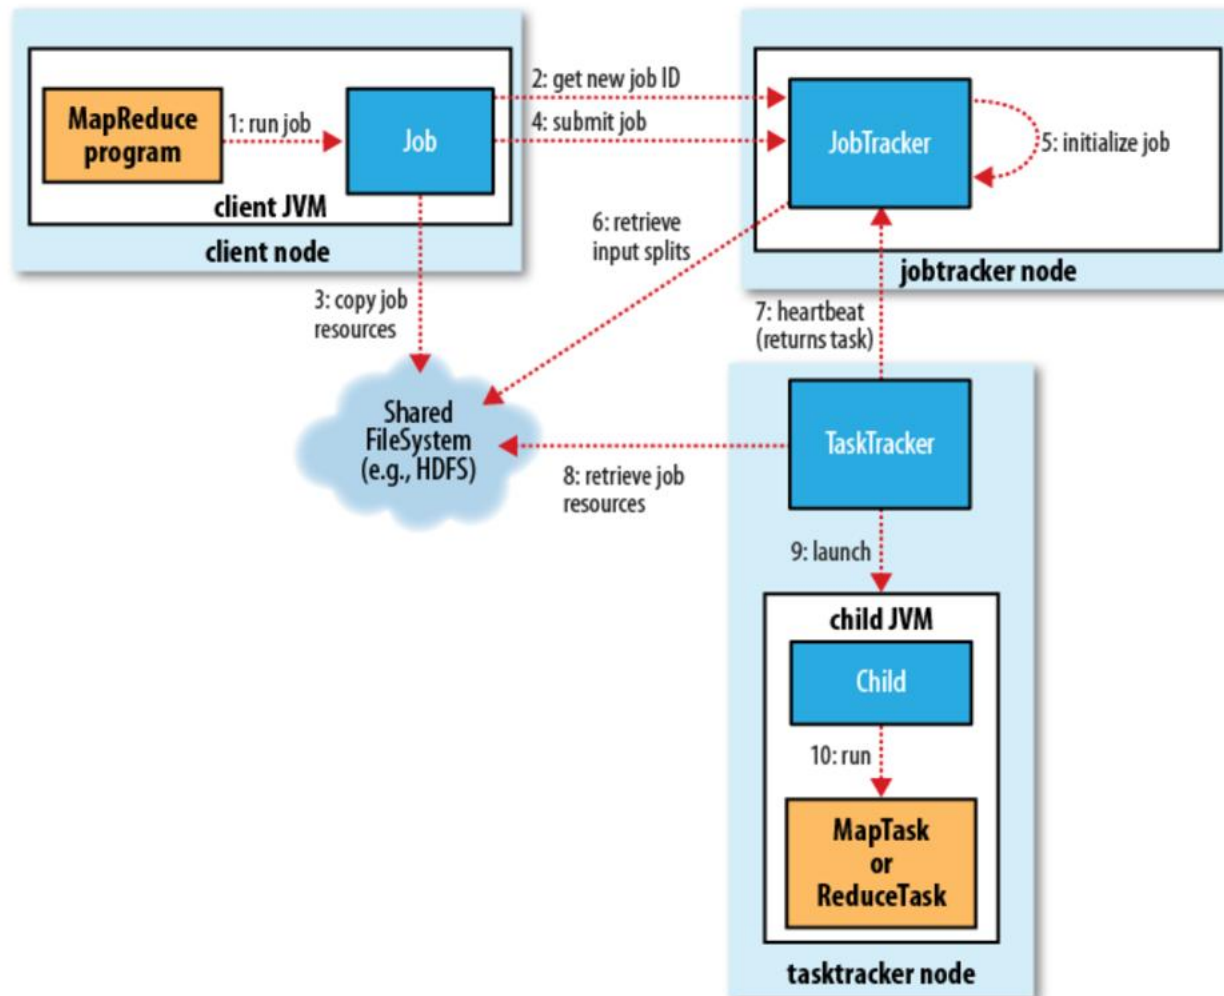 MapReduce
program
1: run job
Job
client JVM
client node
2: get new job ID
4: submit job
JobTracker
5: initialize job
jobtracker node
3: copy job
resources
6: retrieve
input splits
7: heartbeat
(returns task)
Shared
FileSystem
(e.g., HDFS)
8: retrieve job
resources
TaskTracker
9: launch
child JVM
Child
10: run
MapTask
or
ReduceTask
tasktracker node